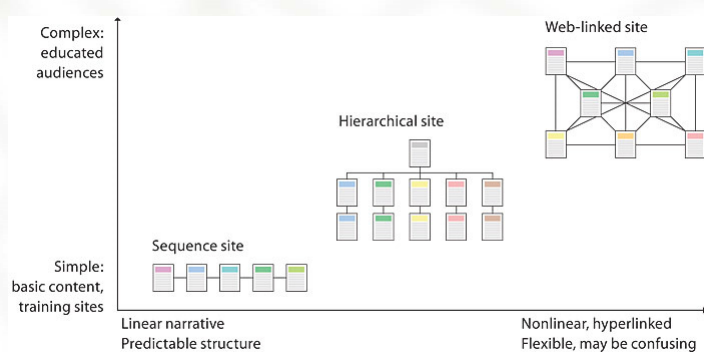 Complex:
educated
audiences
Web-linked site
Hierarchical site
Sequence site
Simple:
basic content,
training sites
Linear narrative
Predictable structure
Nonlinear, hyperlinked
Flexible, may be confusing